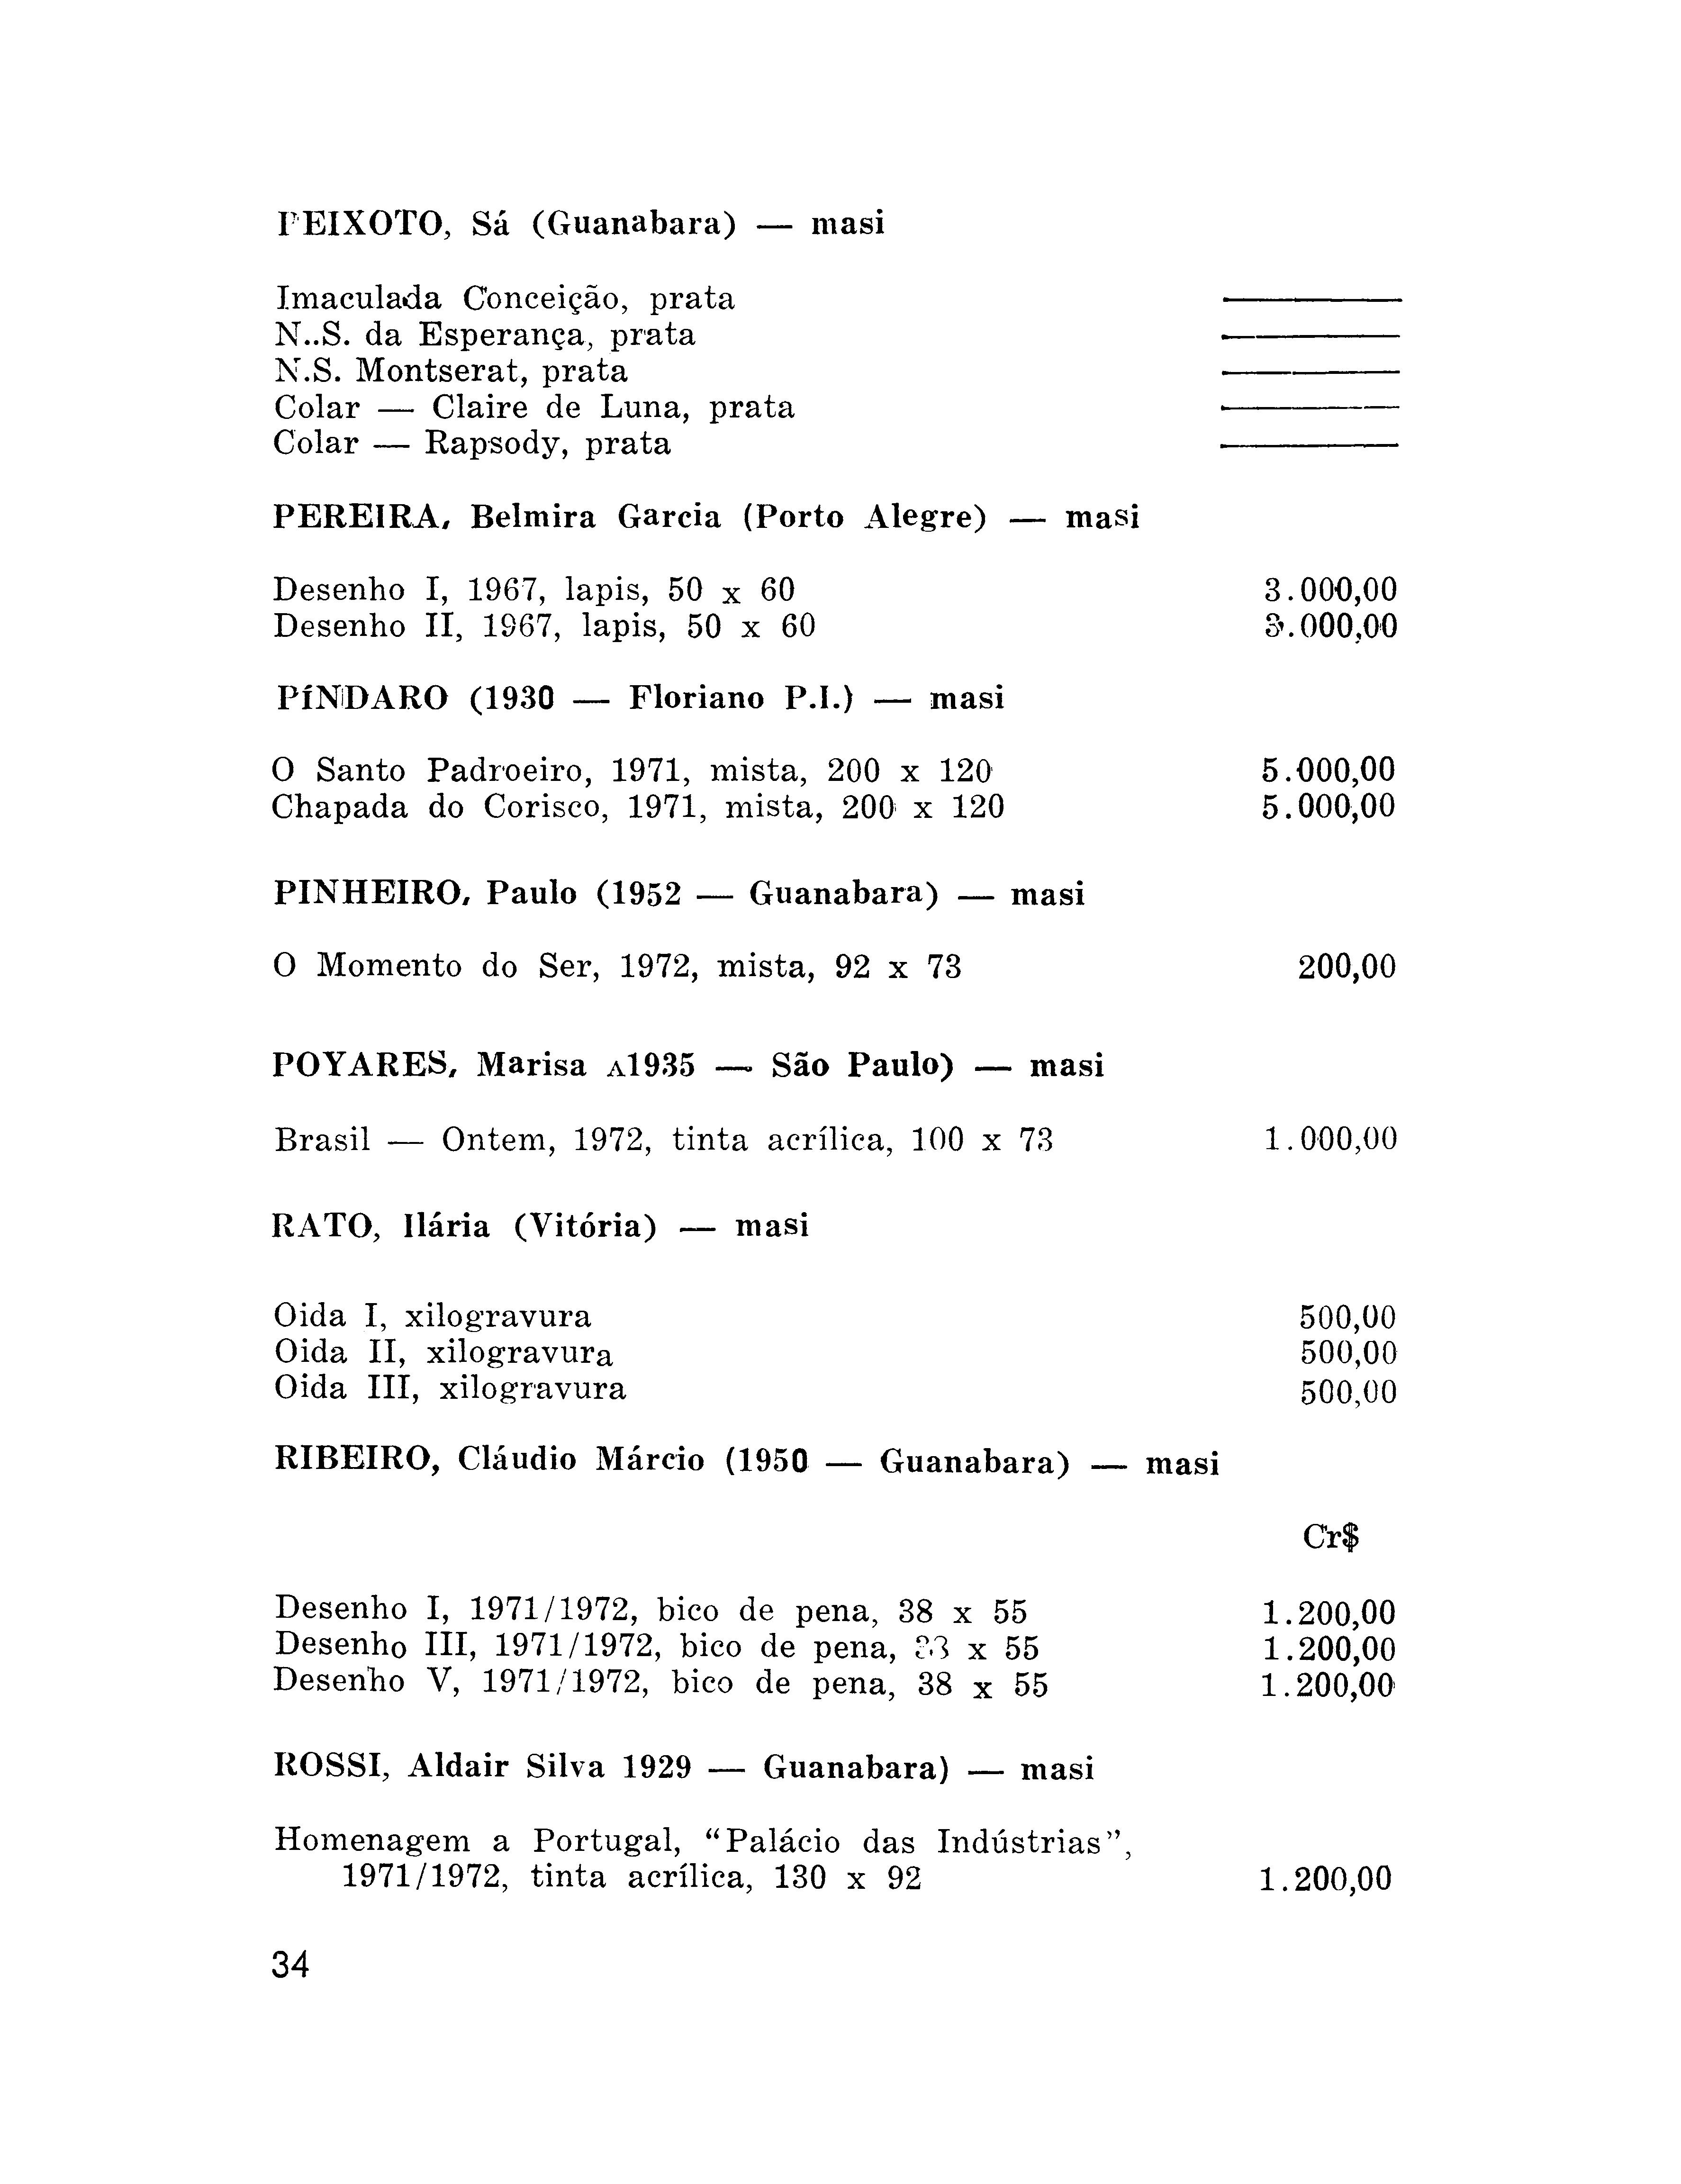 PEIXOTO, Sá (Guanabara) — masi
Imaculada Conceição, prata ————
N..S. da Esperança, prata ————
N.S. Montserat, prata ————
Colar — Claire de Luna, prata ————
Colar — Rapsody, prata ————
PEREIRA, Belmira Garcia (Porto Alegre) — masi
Desenho I, 1967, lapis, 50 x 60 3.000,00
Desenho II, 1967, lapis, 50 x 60 3.000,00
PíNDARO (1930 — Floriano P.I.) — masi
O Santo Padroeiro, 1971, mista, 200 x 120 5.000,00
Chapada do Corisco, 1971, mista, 200 x 120 5.000,00
PINHEIRO, Paulo (1952 — Guanabara) — masi
O Momento do Ser, 1972, mista, 92 x 73 200,00
POYARES, Marisa A1935 — São Paulo) — masi
Brasil — Ontem, 1972, tinta acrílica, 100 x 73 1.000,00
RATO, Ilária (Vitória) — masi
Oida I, xilogravura 500,00
Oida II, xilogravura 500,00
Oida III, xilogravura 500,00
RIBEIRO, Cláudio Márcio (1950 — Guanabara) — masi
Cr$
Desenho I, 1971/1972, bico de pena, 38 x 55 1.200,00
Desenho III, 1971/1972, bico de pena, x 55 1.200,00
Desenho V, 1971/1972, bico de pena, 38 x 55 1.200,00
ROSSI, Aldair Silva 1929 — Guanabara) — masi
Homenagem a Portugal, “Palácio das Indústrias”,
1971/1972, tinta acrílica, 130 x 92 1.200,00
34